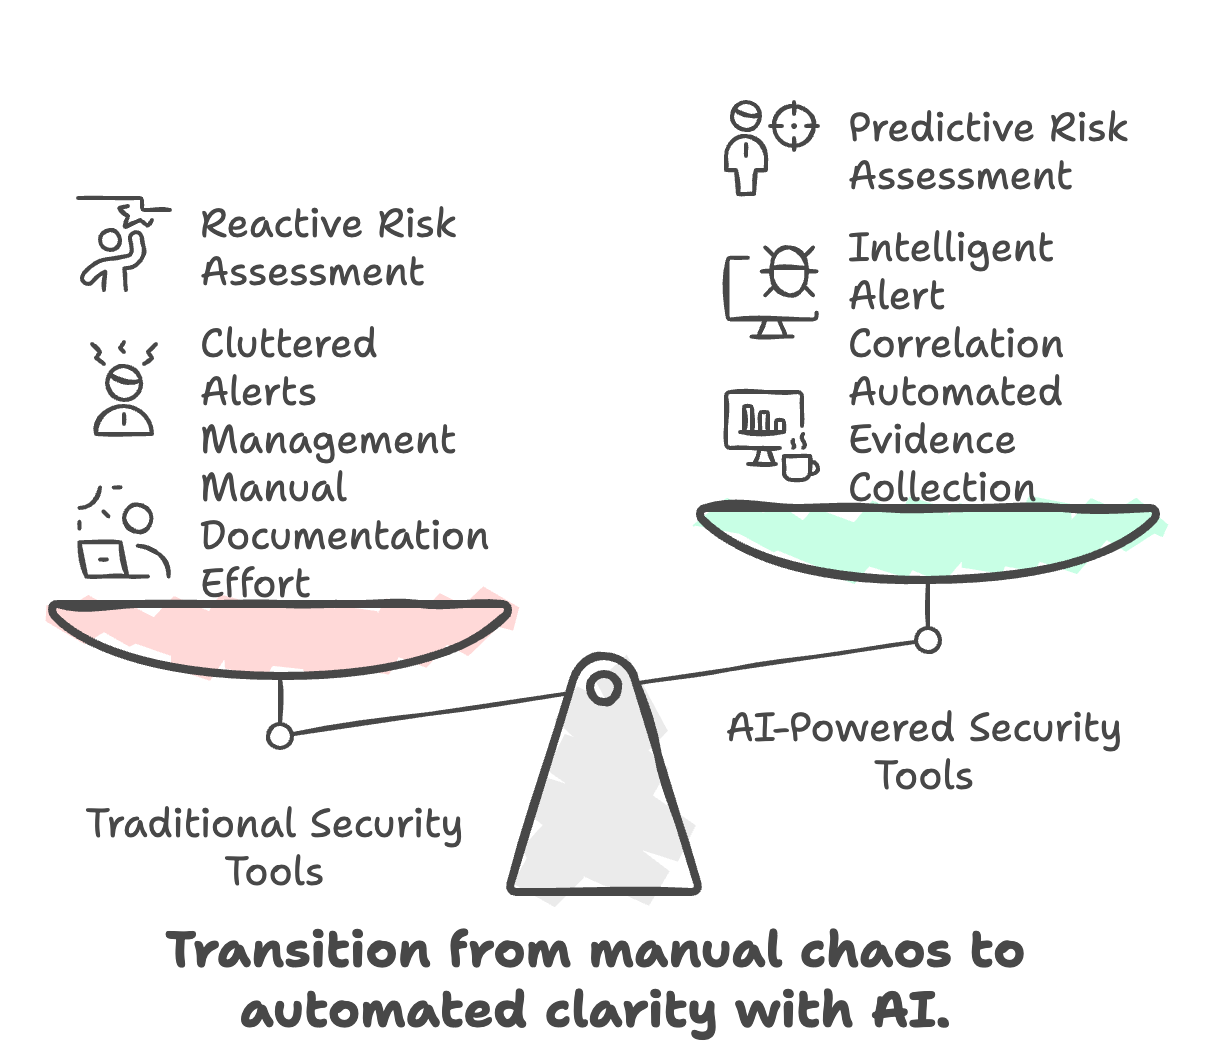 Predictive Risk
Assessment
Intelligent
Alert
Correlation
Automated
Evidence
Collection
Reactive Risk
Assessment
Cluttered
Alerts
Management
Manual
Documentation
Effort
AI-Powered Security
Tools
Traditional Security
Tools
Transition from manual chaos to
automated clarity with AI.